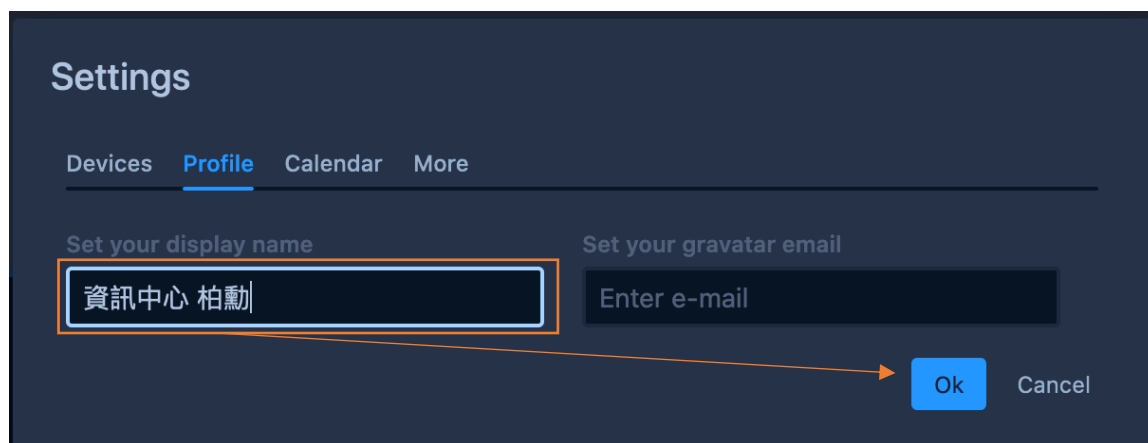 Settings
Devices Profile Calendar More
Set your display name Set your gravatar email
資訊中心 柏勳 Enter e-mail
Ok Cancel